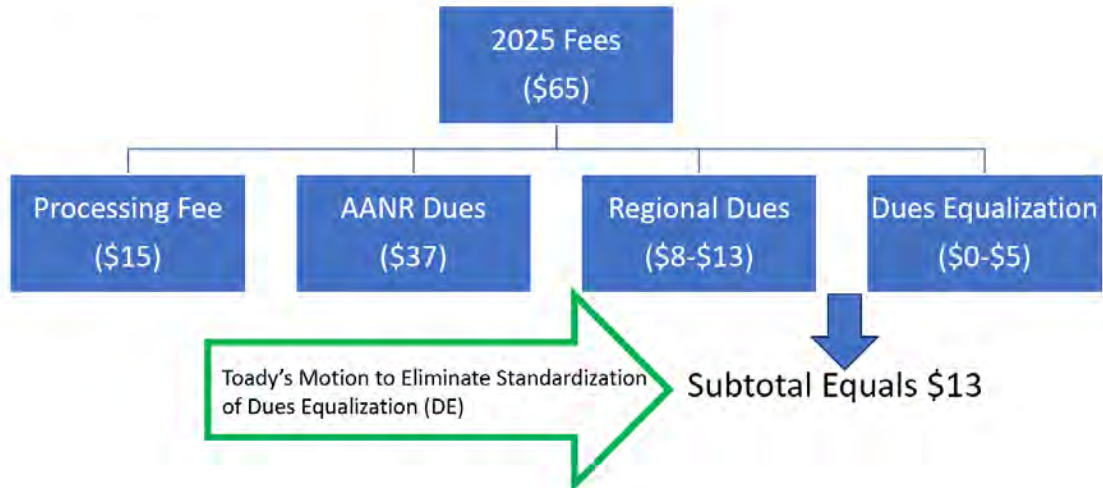 2025 Fees
($65)
Processing Fee
($15)
AANR Dues
($37)
Regional Dues
($8-$13)
Dues Equalization
($0-$5)
Toady’s Motion to Eliminate Standardization
of Dues Equalization (DE)
Subtotal Equals $13